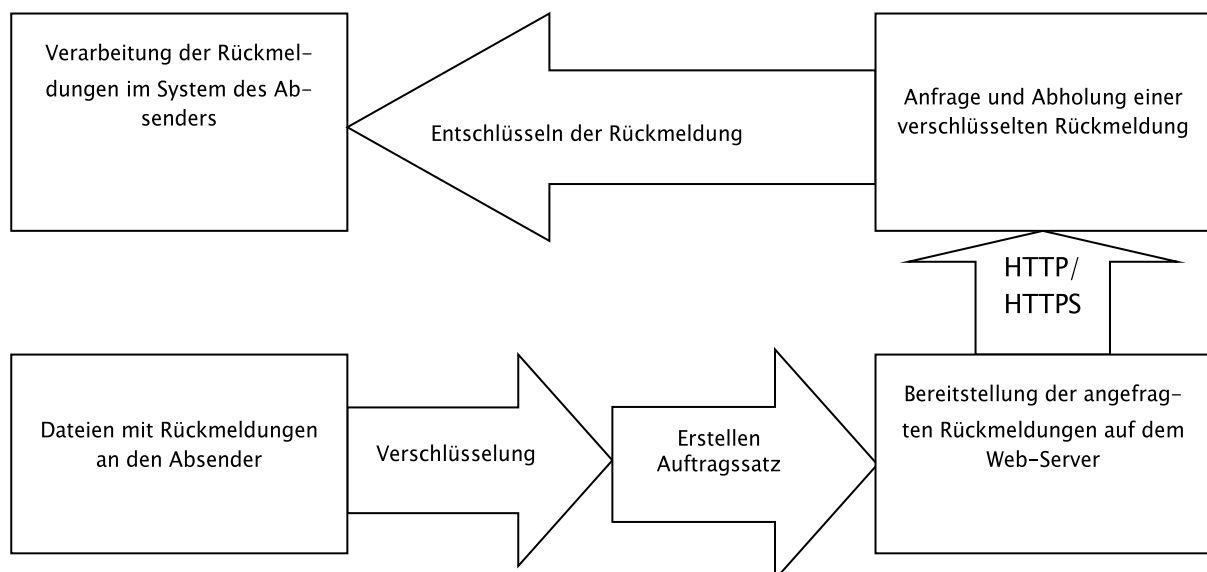 Verarbeitung der Rückmel-
dungen im System des Ab-
senders
Entschlüsseln der Rückmeldung
Anfrage und Abholung einer
verschlüsselten Rückmeldung
HTTP/
HTTPS
Dateien mit Rückmeldungen
an den Absender
Verschlüsselung
Erstellen
Auftragssatz
Bereitstellung der angefrag-
ten Rückmeldungen auf dem
Web-Server